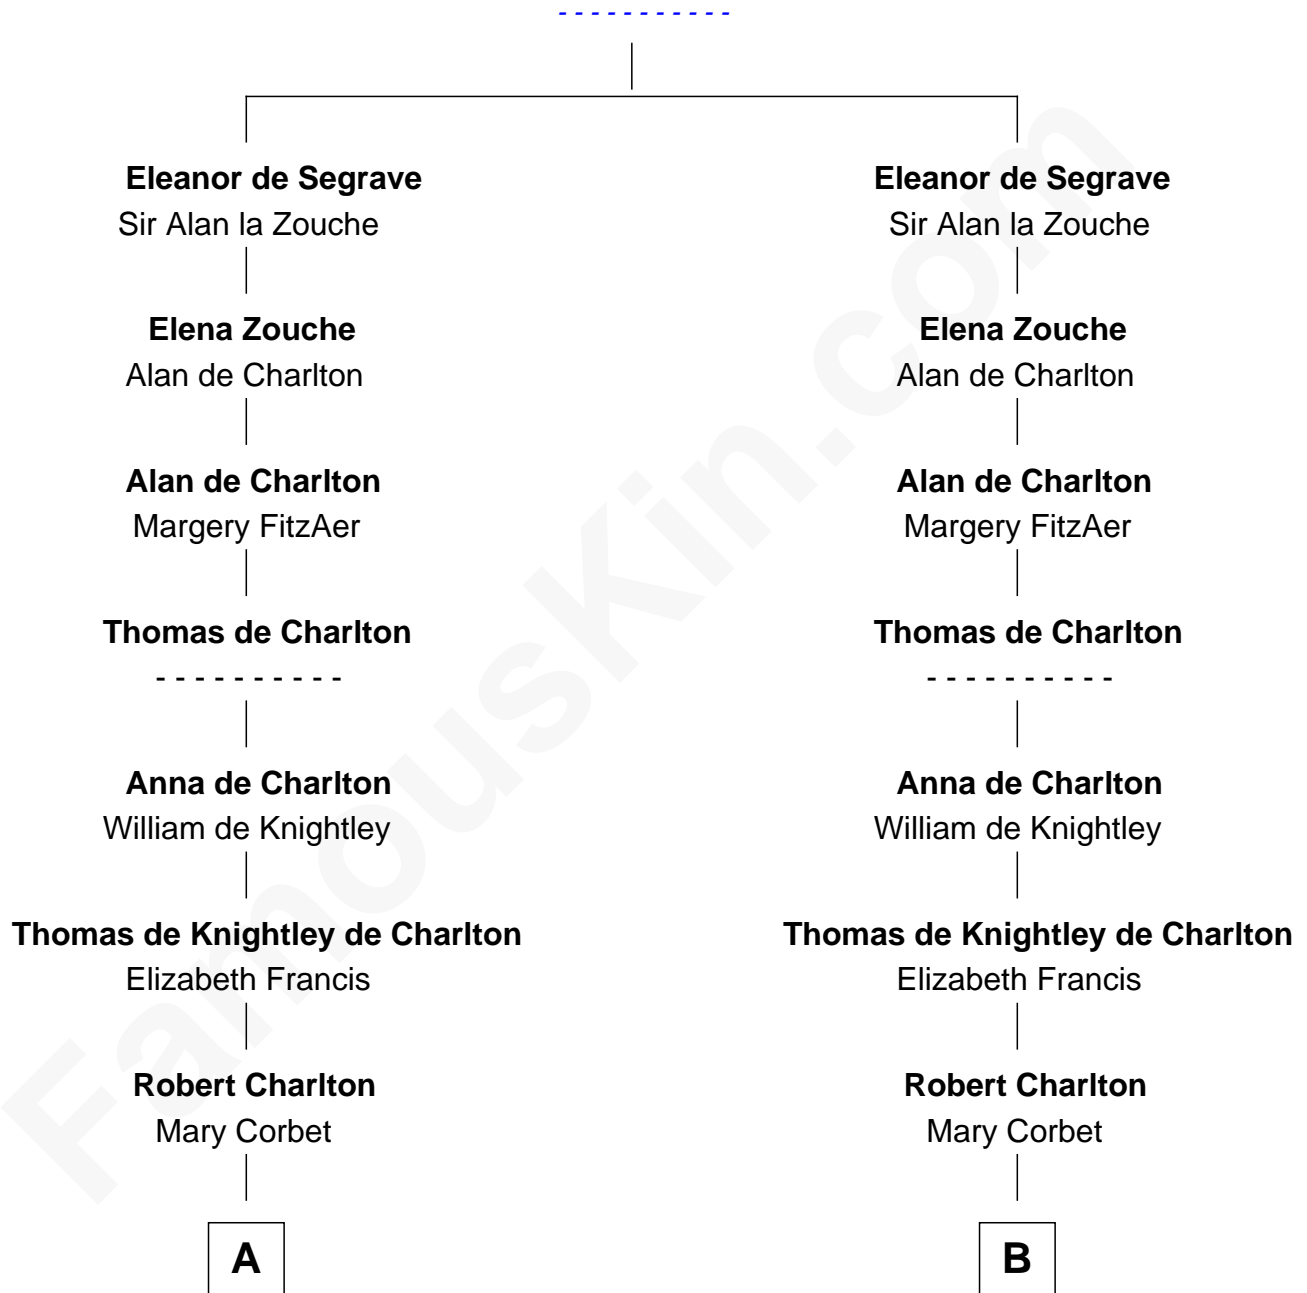 - - - - - - - - - - -
Eleanor de Segrave
Sir Alan la Zouche
Elena Zouche
Alan de Charlton
Alan de Charlton
Margery FitzAer
Thomas de Charlton
- - - - - - - - - -
Anna de Charlton
William de Knightley
Thomas de Knightley de Charlton
Elizabeth Francis
Robert Charlton
Mary Corbet
A
Eleanor de Segrave
Sir Alan la Zouche
Elena Zouche
Alan de Charlton
Alan de Charlton
Margery FitzAer
Thomas de Charlton
- - - - - - - - - -
Anna de Charlton
William de Knightley
Thomas de Knightley de Charlton
Elizabeth Francis
Robert Charlton
Mary Corbet
B
FamousKin.com